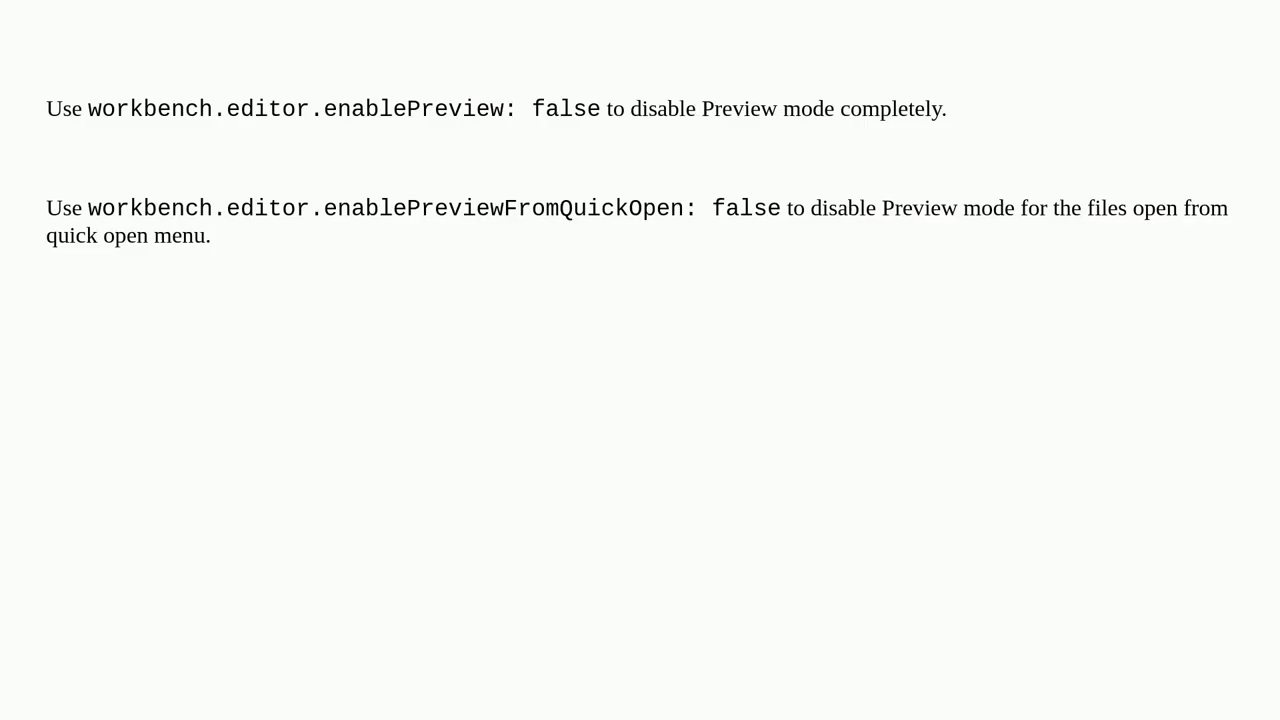 Use workbench.editor.enablePreview: false to disable Preview mode completely.
Use workbench.editor.enablePreviewFromQuickOpen: false to disable Preview mode for the files open from
quick open menu.